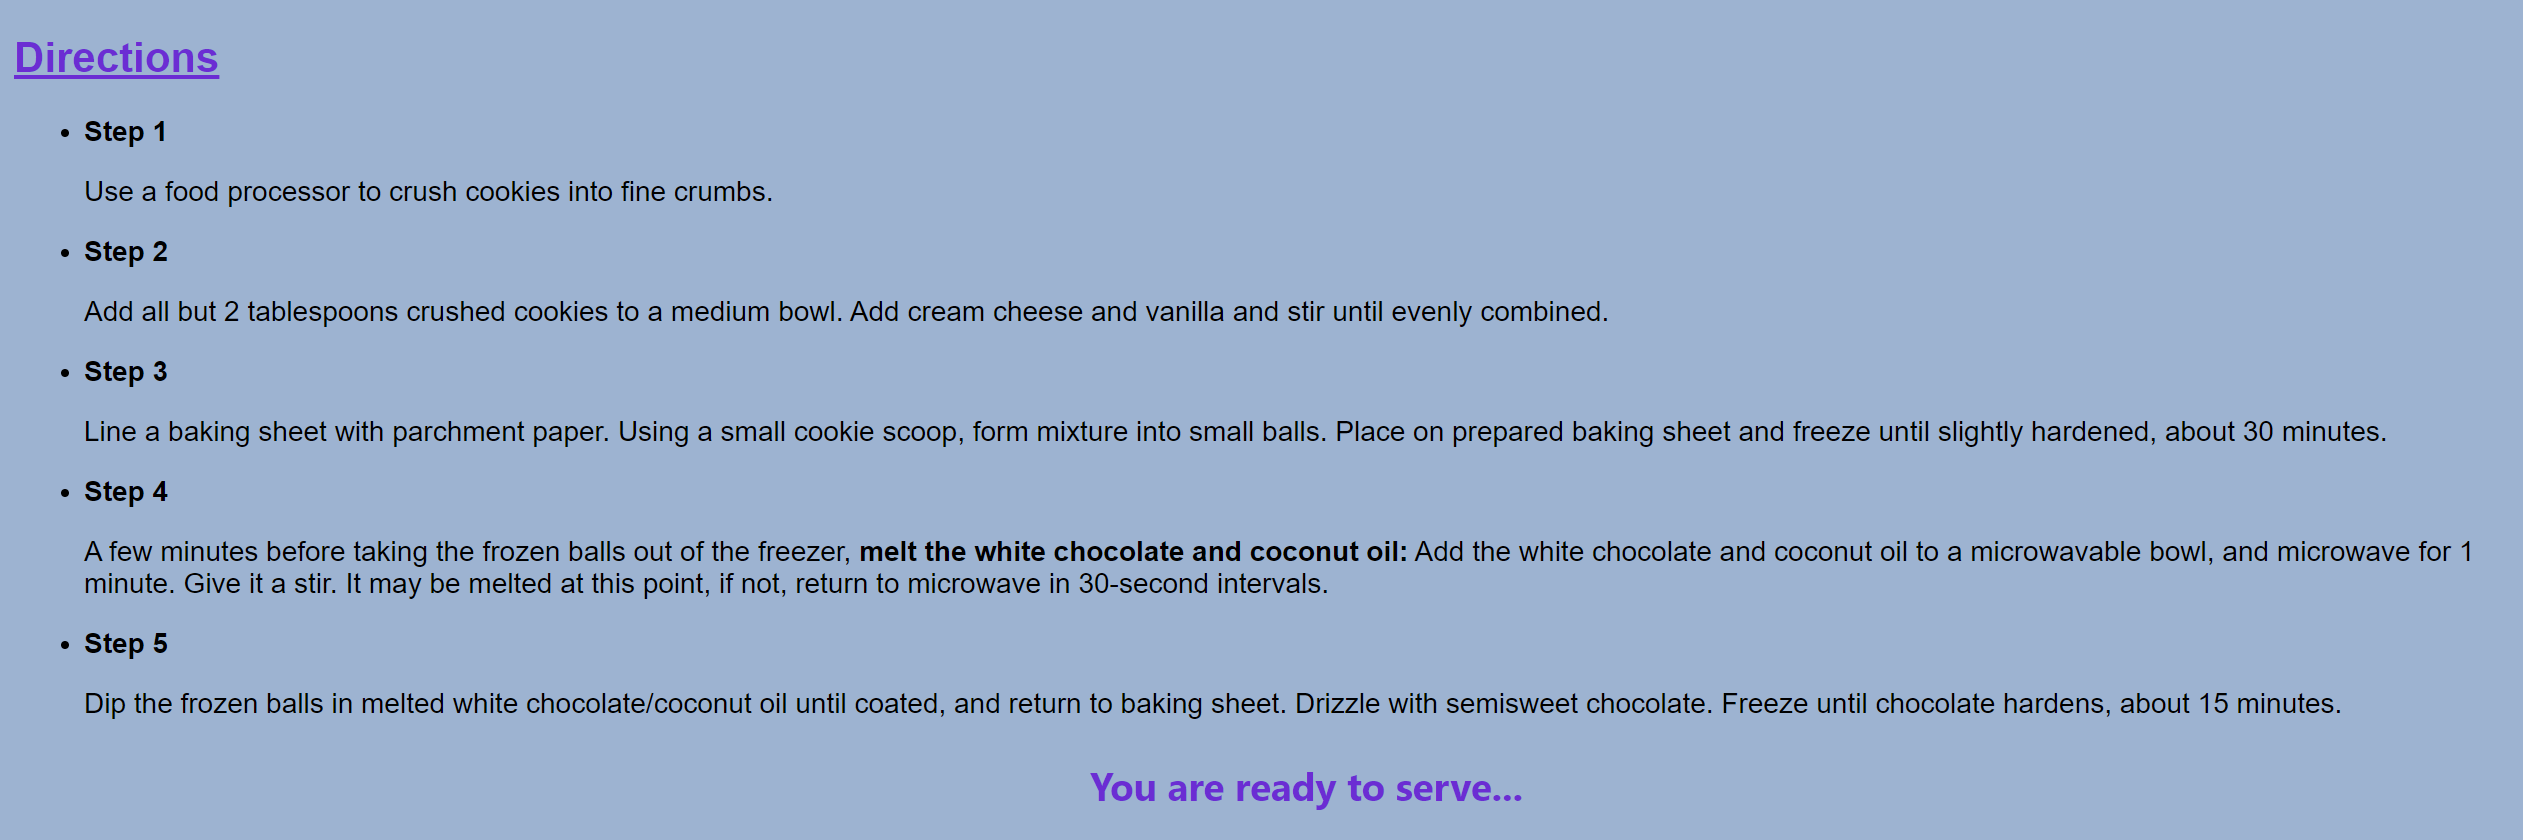 Directions
• Step 1
Use a food processor to crush cookies into fine crumbs.
• Step 2
Add all but 2 tablespoons crushed cookies to a medium bowl. Add cream cheese and vanilla and stir until evenly combined.
• Step 3
Line a baking sheet with parchment paper. Using a small cookie scoop, form mixture into small balls. Place on prepared baking sheet and freeze until slightly hardened, about 30 minutes.
• Step 4
A few minutes before taking the frozen balls out of the freezer, melt the white chocolate and coconut oil: Add the white chocolate and coconut oil to a microwavable bowl, and microwave for 1
minute. Give it a stir. It may be melted at this point, if not, return to microwave in 30-second intervals.
• Step 5
Dip the frozen balls in melted white chocolate/coconut oil until coated, and return to baking sheet. Drizzle with semisweet chocolate. Freeze until chocolate hardens, about 15 minutes.
You are ready to serve...